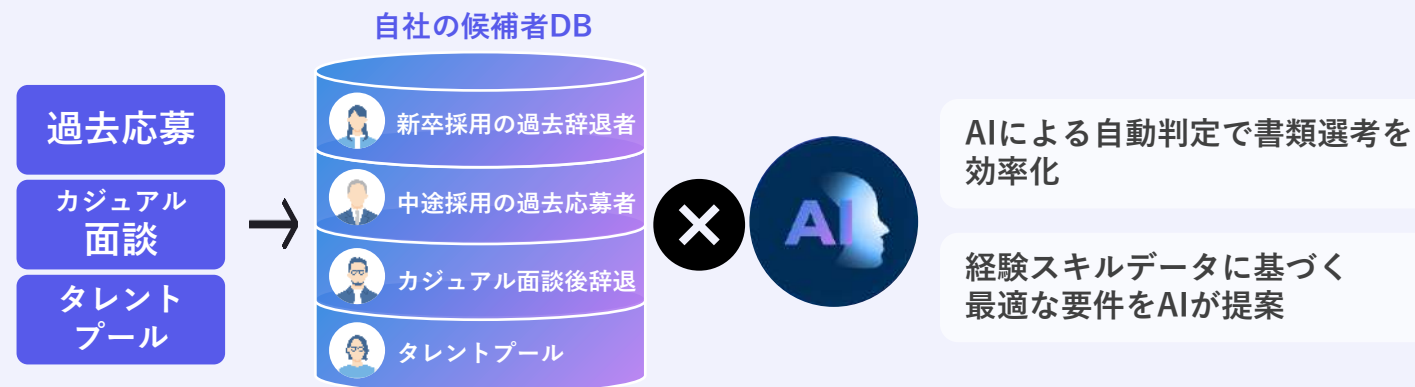 自社の候補者DB
過去応募
カジュアル
面談
タレント
プール
新卒採用の過去辞退者
中途採用の過去応募者
カジュアル面談後辞退
タレントプール
AI
AIによる自動判定で書類選考を
効率化
経験スキルデータに基づく
最適な要件をAIが提案